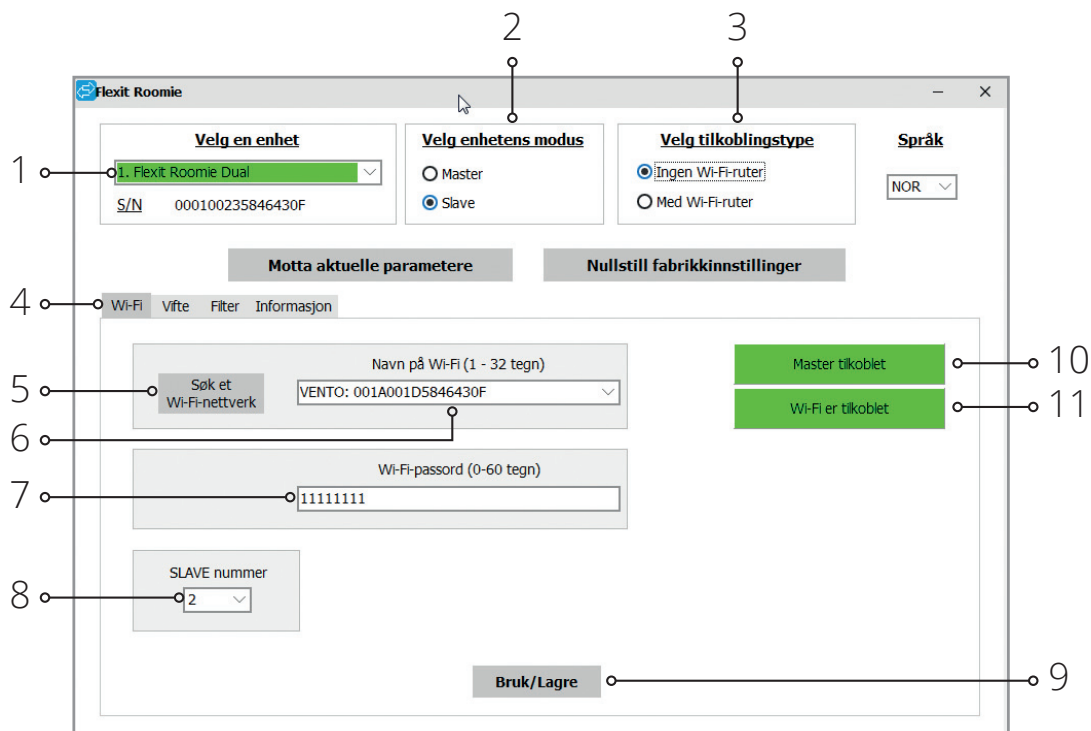 2
3
Flexit Roomie
Velg en enhet
Velg enhetens modus
Velg tilkoblingstype
Språk
1
1. Flexit Roomie Dual
Master
Ingen Wi-Fi-ruter
NOR
S/N 000100235846430F
Slave
Med Wi-Fi-ruter
Motta aktuelle parametere
Nullstill fabrikkinnstillinger
4
Wi-Fi Vifte Filter Informasjon
Navn på Wi-Fi (1 - 32 tegn)
Master tilkoblet
10
5
Søk et
Wi-Fi-nettverk
VENTO: 001A001D5846430F
Wi-Fi er tilkoblet
11
6
Wi-Fi-passord (0-60 tegn)
7
11111111
SLAVE nummer
8
2
Bruk/Lagre
9